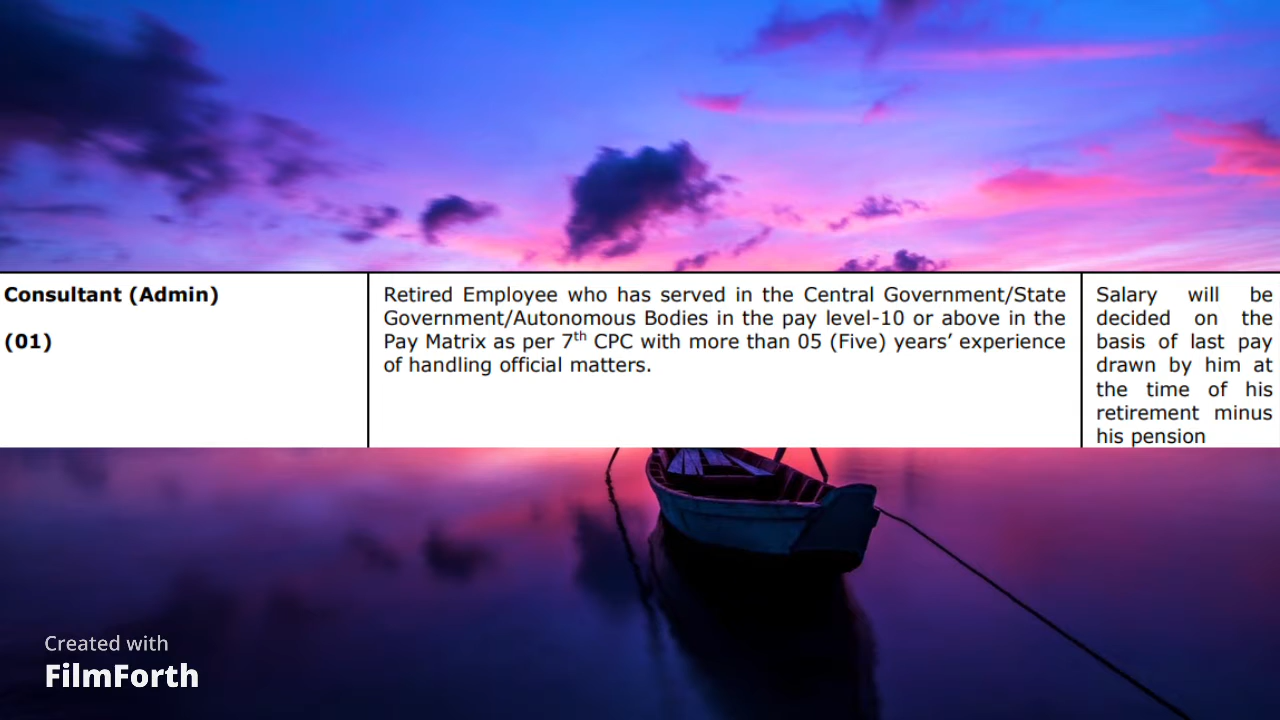 Consultant (Admin)
(01)
Retired Employee who has served in the Central Government/State
Government/Autonomous Bodies in the pay level-10 or above in the
Pay Matrix as per 7th CPC with more than 05 (Five) years’ experience
of handling official matters.
Salary will be
decided on the
basis of last pay
drawn by him at
the time of his
retirement minus
his pension
Created with
FilmForth